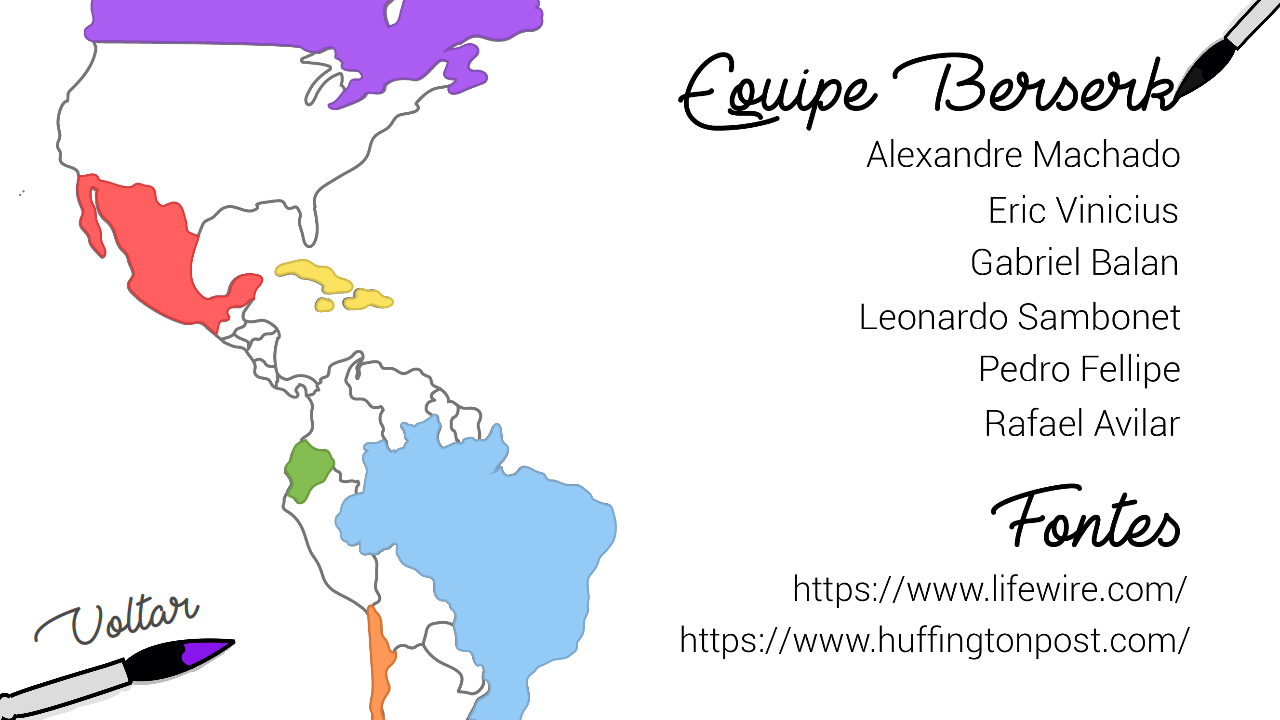 Equipe Berserk
Alexandre Machado
Eric Vinicius
Gabriel Balan
Leonardo Sambonet
Pedro Fellipe
Rafael Avilar
Fontes
https://www.lifewire.com/
https://www.huffingtonpost.com/
Voltar